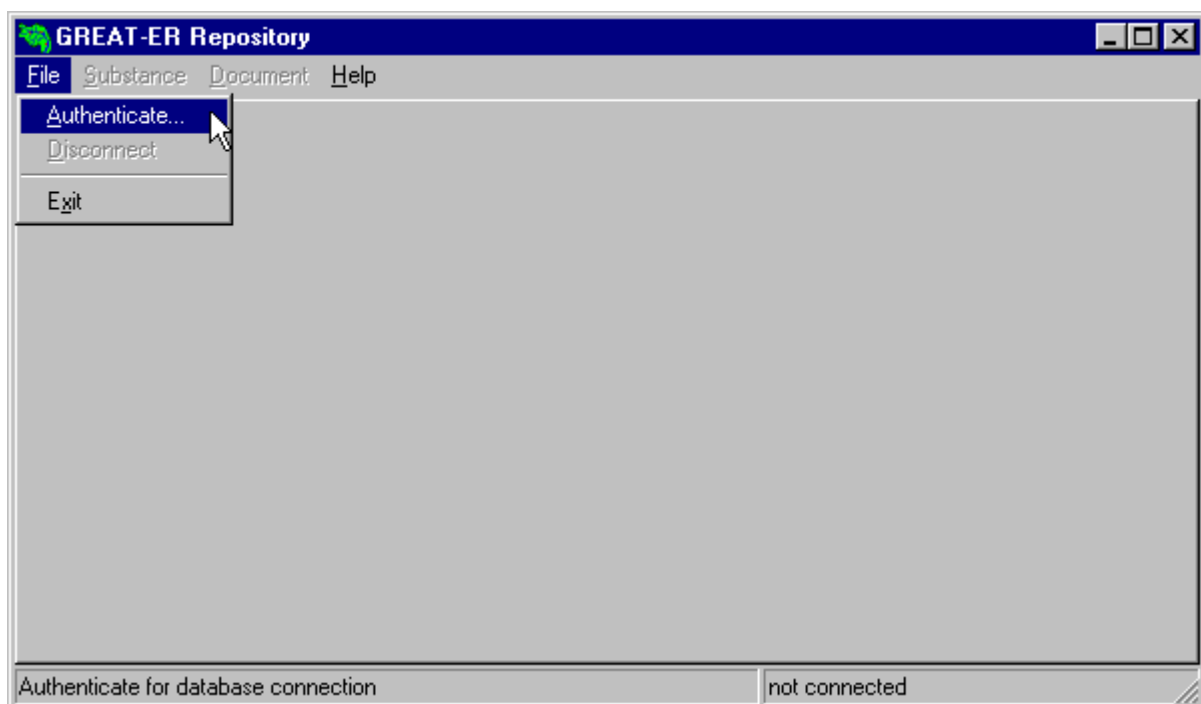 GREAT-ER Repository
File Substance Document Help
Authenticate...
Disconnect
Exit
Authenticate for database connection not connected